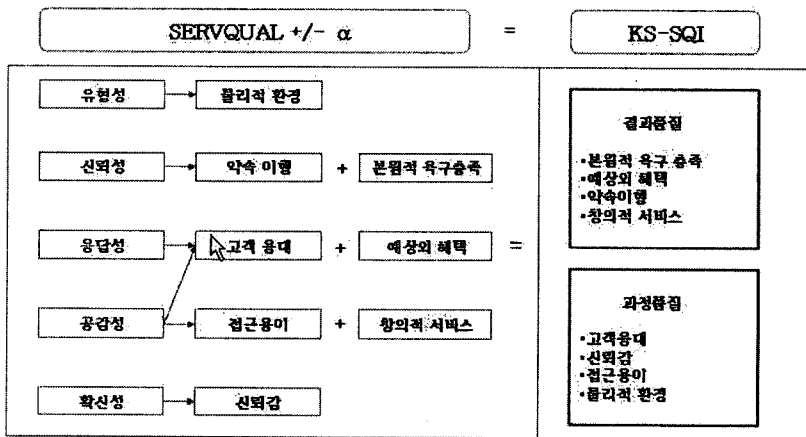 SERVQUAL +/- α = KS-SQI
유형성 물리적 환경
신뢰성 약속 이행 + 본원적 욕구충족
응답성 고객 응대 + 예상외 혜택 =
공감성 접근용이 + 창의적 서비스
확신성 신뢰감
결과품질
•본원적 욕구 충족
•예상외 혜택
•약속이행
•창의적 서비스
과정품질
•고객응대
•신뢰감
•접근용이
•물리적 환경